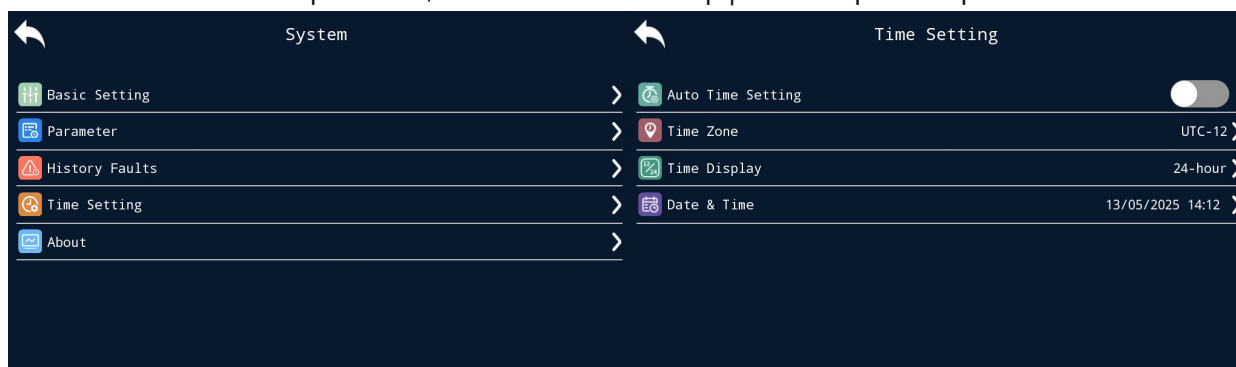 System
Basic Setting
Parameter
History Faults
Time Setting
About
Time Setting
Auto Time Setting
Time Zone UTC-12
Time Display 24-hour
Date & Time 13/05/2025 14:12